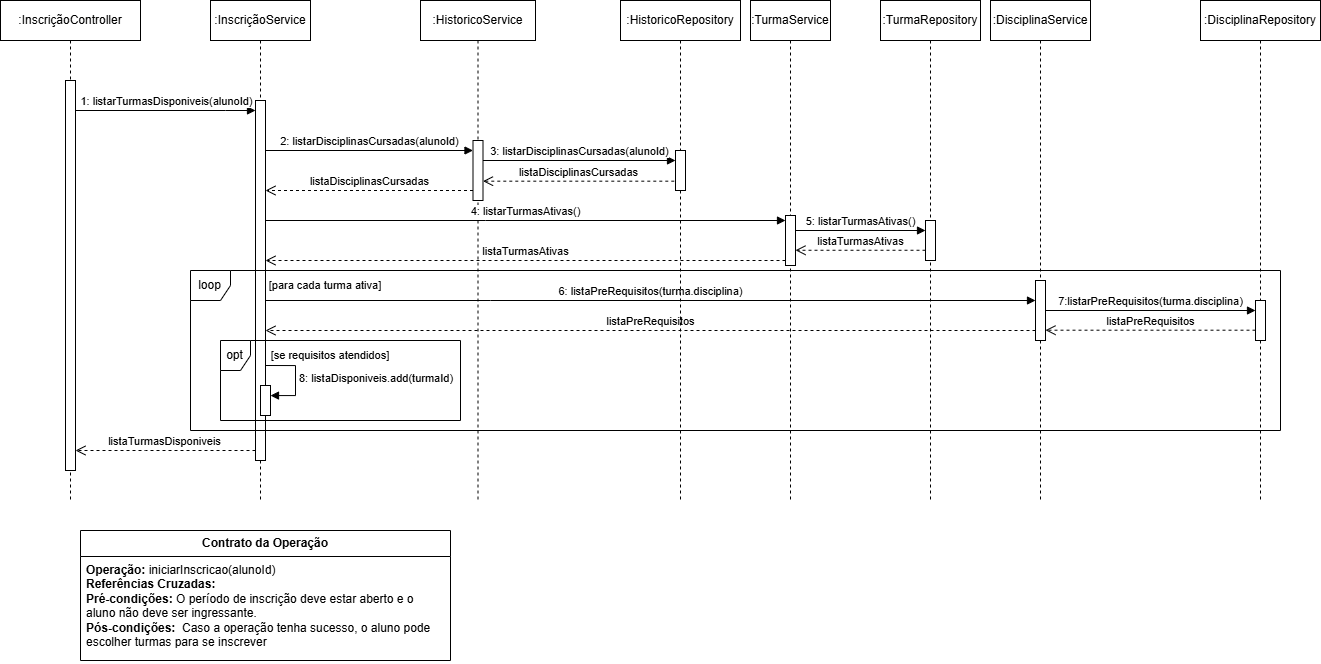 :InscriçãoController
:InscriçãoService
:HistoricoService
:HistoricoRepository
:TurmaService
:TurmaRepository
:DisciplinaService
:DisciplinaRepository
1: listarTurmasDisponiveis(alunoId)
2: listarDisciplinasCursadas(alunoId)
3: listarDisciplinasCursadas(alunoId)
listaDisciplinasCursadas
listaDisciplinasCursadas
4: listarTurmasAtivas()
5: listarTurmasAtivas()
listaTurmasAtivas
listaTurmasAtivas
loop
[para cada turma ativa]
6: listaPreRequisitos(turma.disciplina)
7:listarPreRequisitos(turma.disciplina)
listaPreRequisitos
listaPreRequisitos
opt
[se requisitos atendidos]
8: listaDisponiveis.add(turmaId)
listaTurmasDisponiveis
Contrato da Operação
Operação: iniciarInscricao(alunoId)
Referências Cruzadas:
Pré-condições: O período de inscrição deve estar aberto e o
aluno não deve ser ingressante.
Pós-condições: Caso a operação tenha sucesso, o aluno pode
escolher turmas para se inscrever